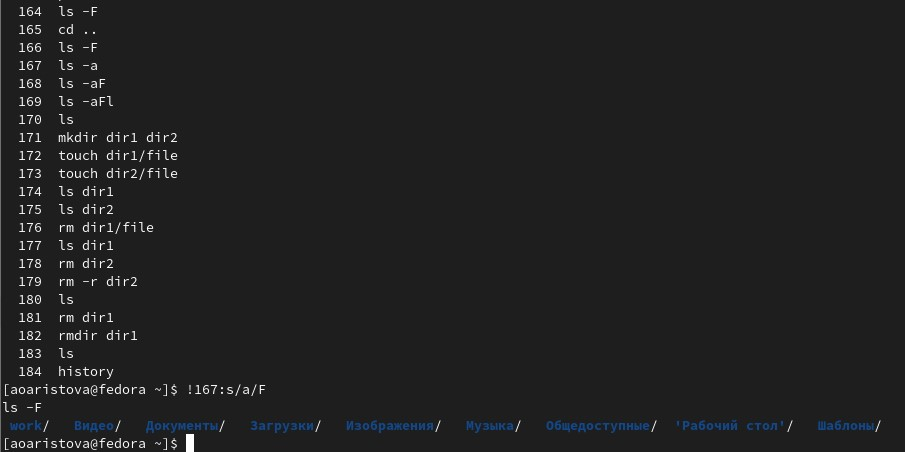 164 ls -F
165 cd ..
166 ls -F
167 ls -a
168 ls -aF
169 ls -aFl
170 ls
171 mkdir dir1 dir2
172 touch dir1/file
173 touch dir2/file
174 ls dir1
175 ls dir2
176 rm dir1/file
177 ls dir1
178 rm dir2
179 rm -r dir2
180 ls
181 rm dir1
182 rmdir dir1
183 ls
184 history
[aoaristova@fedora ~]$ !167:s/a/F
ls -F
work/ Видео/ Документы/ Загрузки/ Изображения/ Музыка/ Общедоступные/ 'Рабочий стол'/ Шаблоны/
[aoaristova@fedora ~]$